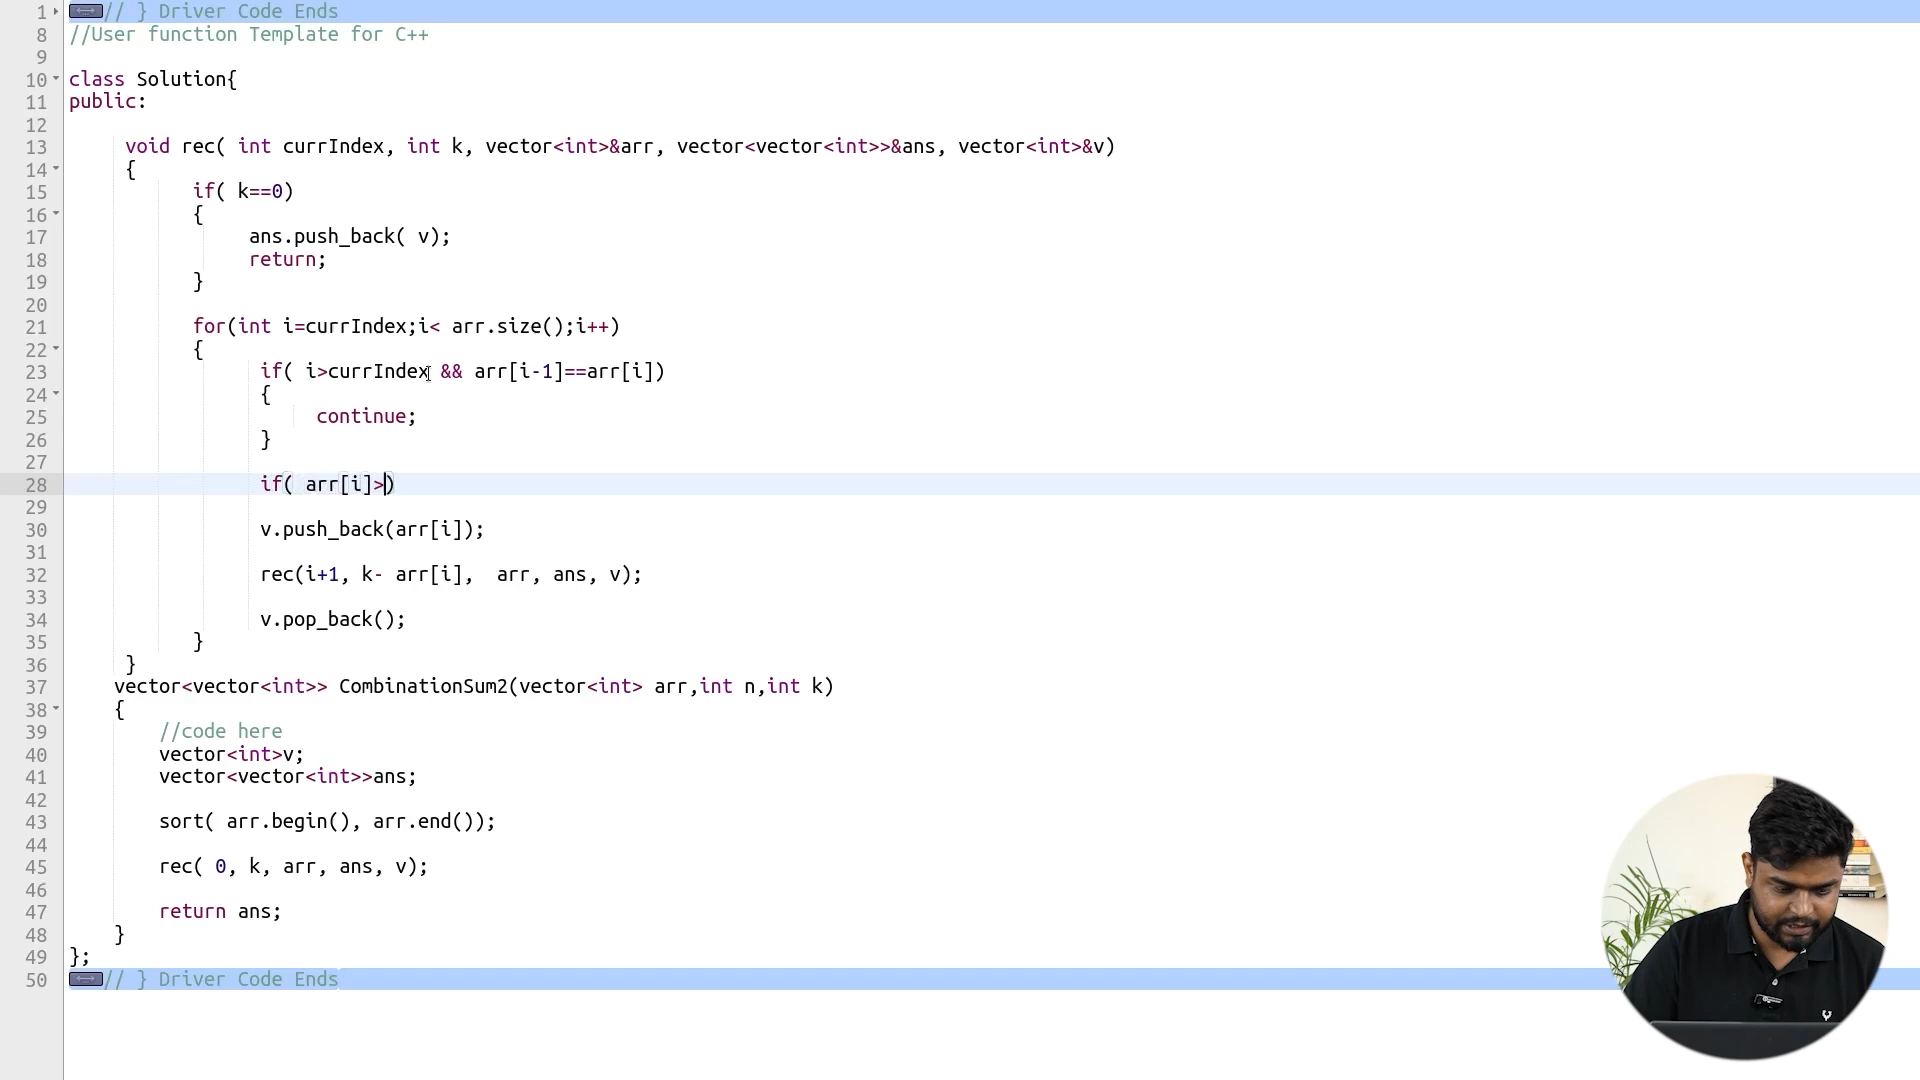 1 // } Driver Code Ends
8 //User function Template for C++
9
10 class Solution{
11 public:
12
13 void rec( int currIndex, int k, vector<int>&arr, vector<vector<int>>&ans, vector<int>&v)
14 {
15 if( k==0)
16 {
17 ans.push_back( v);
18 return;
19 }
20
21 for(int i=currIndex;i< arr.size();i++)
22 {
23 if( i>currIndex && arr[i-1]==arr[i])
24 {
25 continue;
26 }
27
28 if( arr[i]>)
29
30 v.push_back(arr[i]);
31
32 rec(i+1, k- arr[i],  arr, ans, v);
33
34 v.pop_back();
35 }
36 }
37 vector<vector<int>> CombinationSum2(vector<int> arr,int n,int k)
38 {
39 //code here
40 vector<int>v;
41 vector<vector<int>>ans;
42
43 sort( arr.begin(), arr.end());
44
45 rec( 0, k, arr, ans, v);
46
47 return ans;
48 }
49 };
50 // } Driver Code Ends